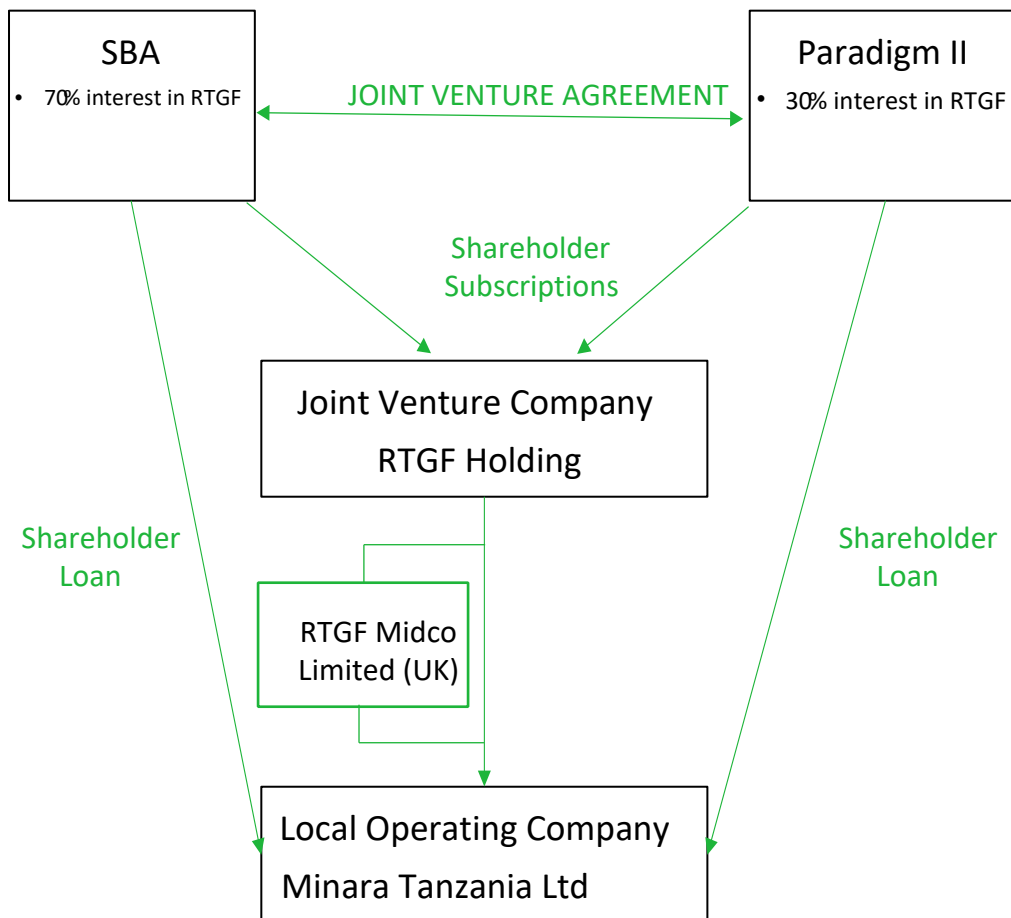 SBA
• 70% interest in RTGF
JOINT VENTURE AGREEMENT
Paradigm II
• 30% interest in RTGF
Shareholder
Subscriptions
Joint Venture Company
RTGF Holding
Shareholder
Loan
Shareholder
Loan
RTGF Midco
Limited (UK)
Local Operating Company
Minara Tanzania Ltd